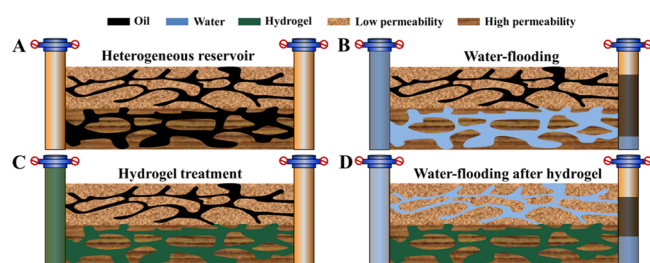 Oil Water Hydrogel Low permeability High permeability
A Heterogeneous reservoir
B Water-flooding
C Hydrogel treatment
D Water-flooding after hydrogel